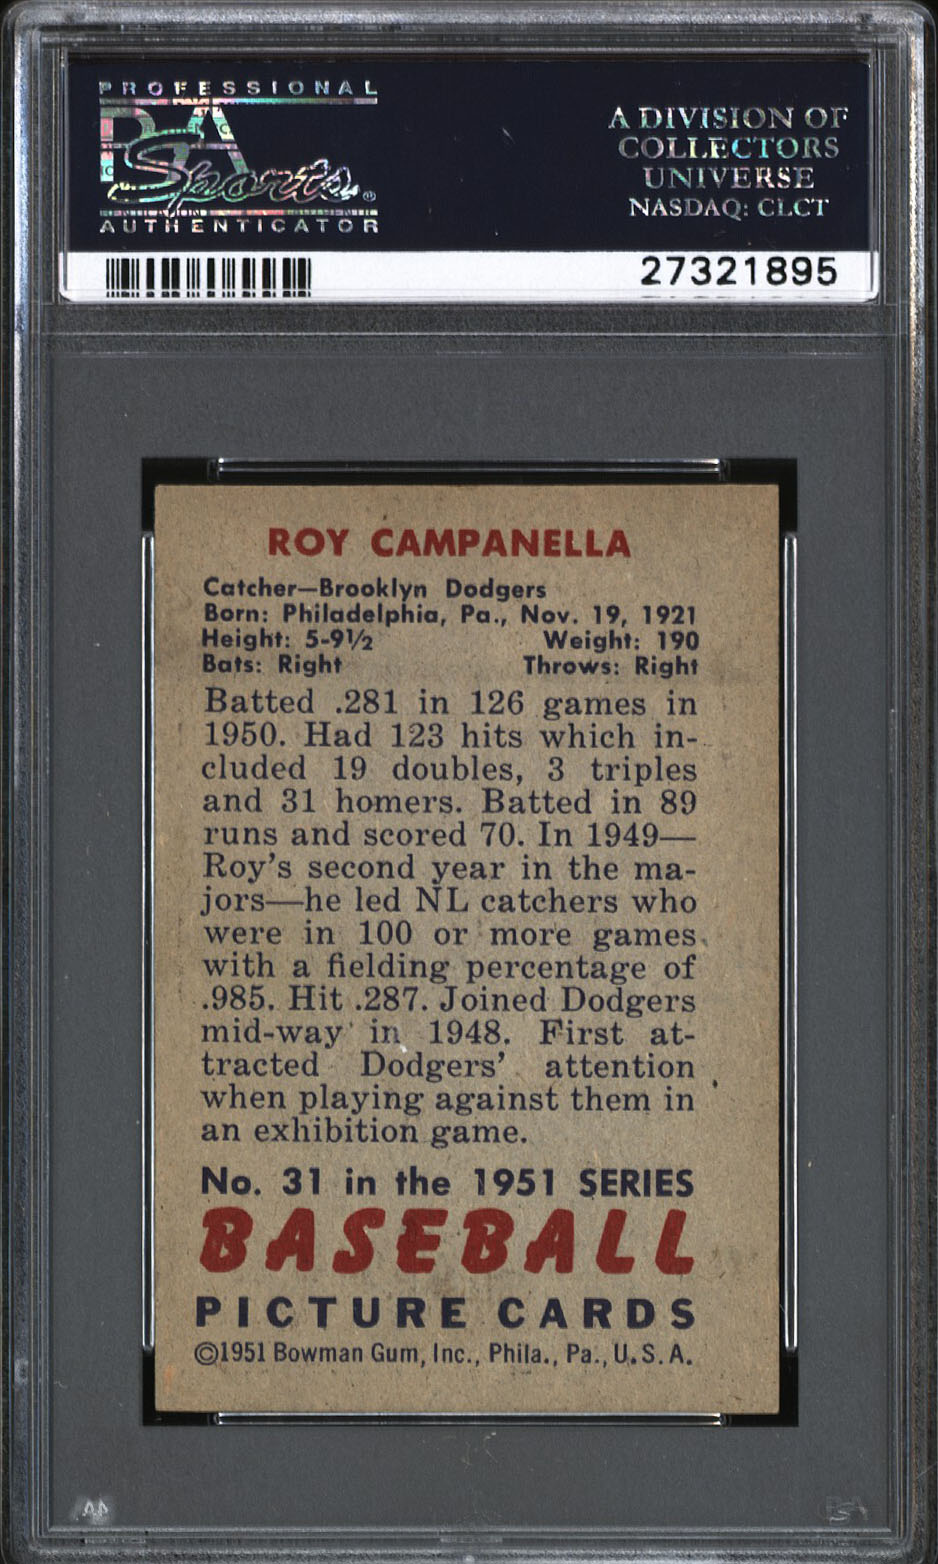 PROFESSIONAL
PSA
Sports®
AUTHENTICATOR
A DIVISION OF
COLLECTORS
UNIVERSE
NASDAQ: CLCT
27321895
ROY CAMPANELLA
Catcher—Brooklyn Dodgers
Born: Philadelphia, Pa., Nov. 19, 1921
Height: 5-9½ Weight: 190
Bats: Right Throws: Right
Batted .281 in 126 games in
1950. Had 123 hits which in-
cluded 19 doubles, 3 triples
and 31 homers. Batted in 89
runs and scored 70. In 1949—
Roy's second year in the ma-
jors—he led NL catchers who
were in 100 or more games
with a fielding percentage of
.985. Hit .287. Joined Dodgers
mid-way in 1948. First at-
tracted Dodgers' attention
when playing against them in
an exhibition game.
No. 31 in the 1951 SERIES
BASEBALL
PICTURE CARDS
©1951 Bowman Gum, Inc., Phila., Pa., U.S.A.
PSA